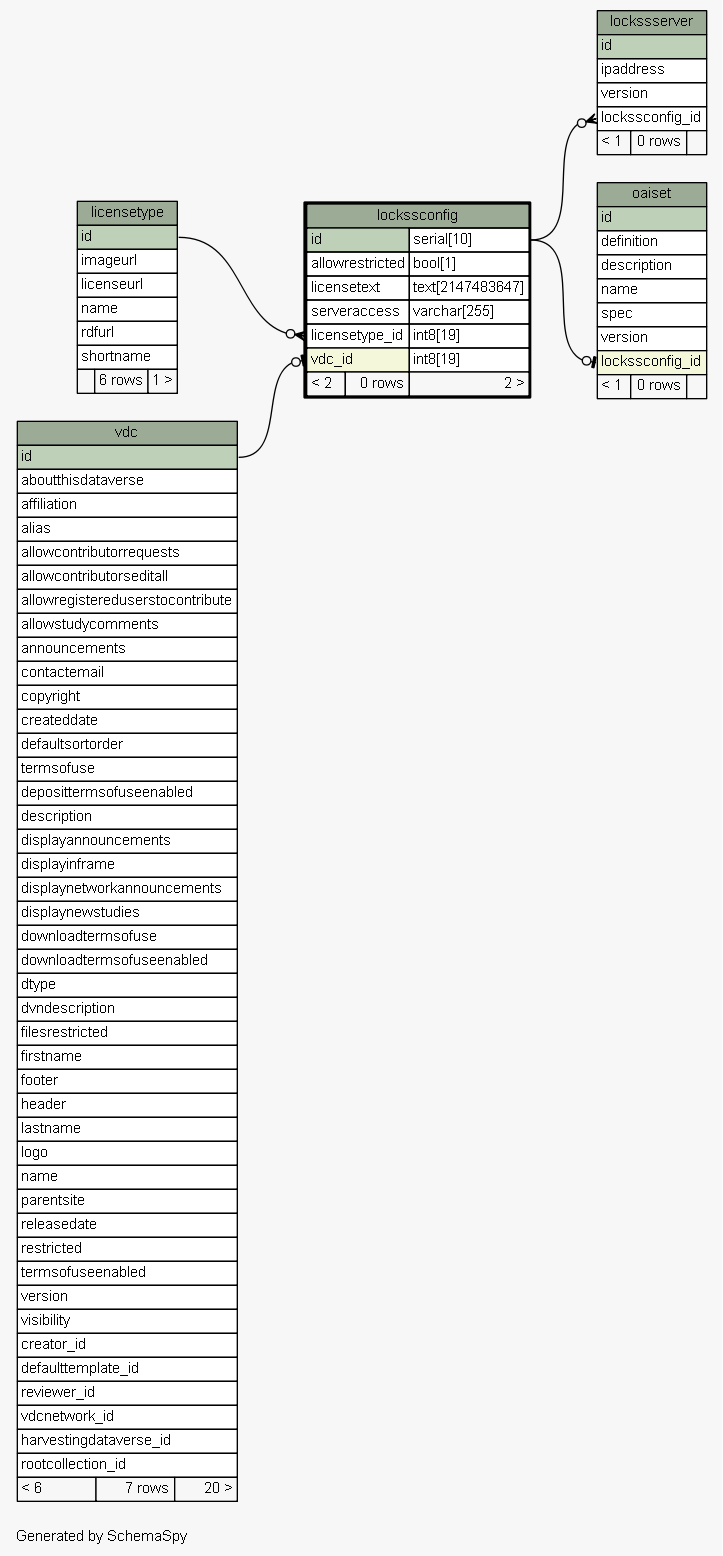 lockssserver
id
ipaddress
version
lockssconfig_id
< 1 0 rows
oaiset
id
definition
description
name
spec
version
lockssconfig_id
< 1 0 rows
licensetype
id
imageurl
licenseurl
name
rdfurl
shortname
6 rows 1 >
lockssconfig
id serial[10]
allowrestricted bool[1]
licensetext text[2147483647]
serveraccess varchar[255]
licensetype_id int8[19]
vdc_id int8[19]
< 2 0 rows 2 >
vdc
id
aboutthisdataverse
affiliation
alias
allowcontributorrequests
allowcontributorseditall
allowregistereduserstocontribute
allowstudycomments
announcements
contactemail
copyright
createddate
defaultsortorder
termsofuse
deposittermsofuseenabled
description
displayannouncements
displayinframe
displaynetworkannouncements
displaynewstudies
downloadtermsofuse
downloadtermsofuseenabled
dtype
dvndescription
filesrestricted
firstname
footer
header
lastname
logo
name
parentsite
releasedate
restricted
termsofuseenabled
version
visibility
creator_id
defaulttemplate_id
reviewer_id
vdcnetwork_id
harvestingdataverse_id
rootcollection_id
< 6 7 rows 20 >
Generated by SchemaSpy